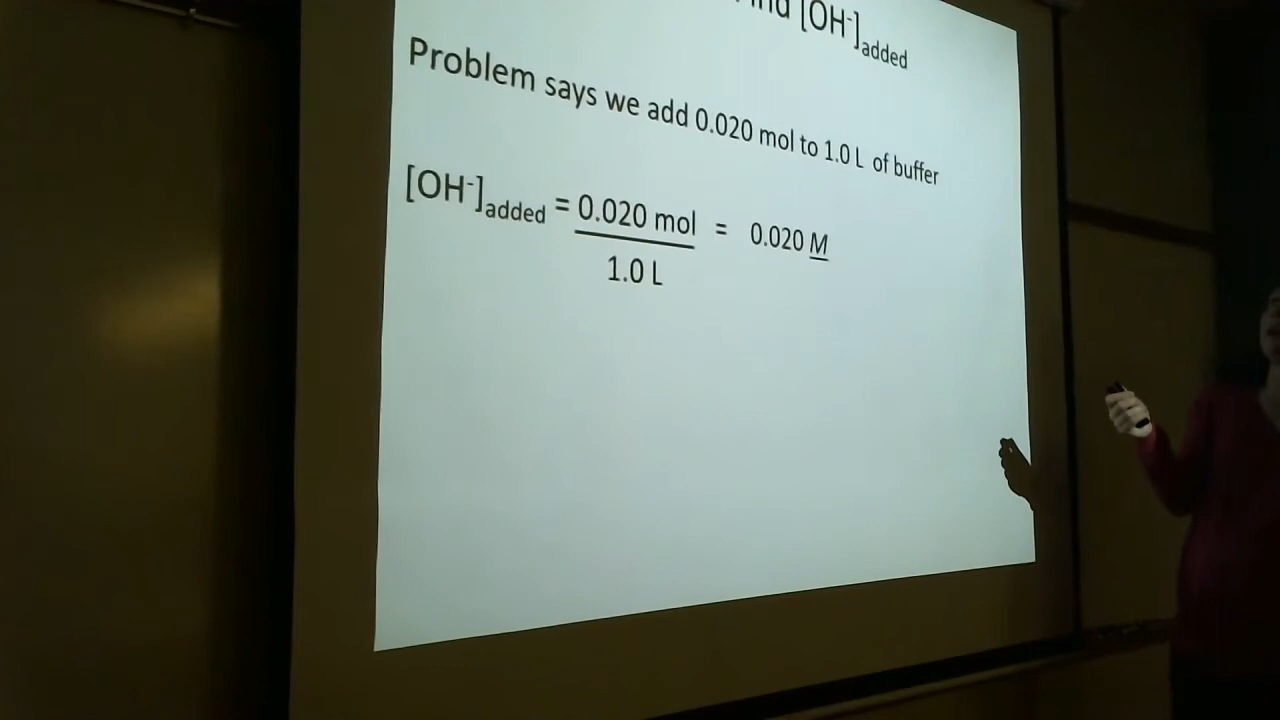 [OH-]added
Problem says we add 0.020 mol to 1.0 L of buffer
[OH-]added = 0.020 mol = 0.020 M
1.0 L